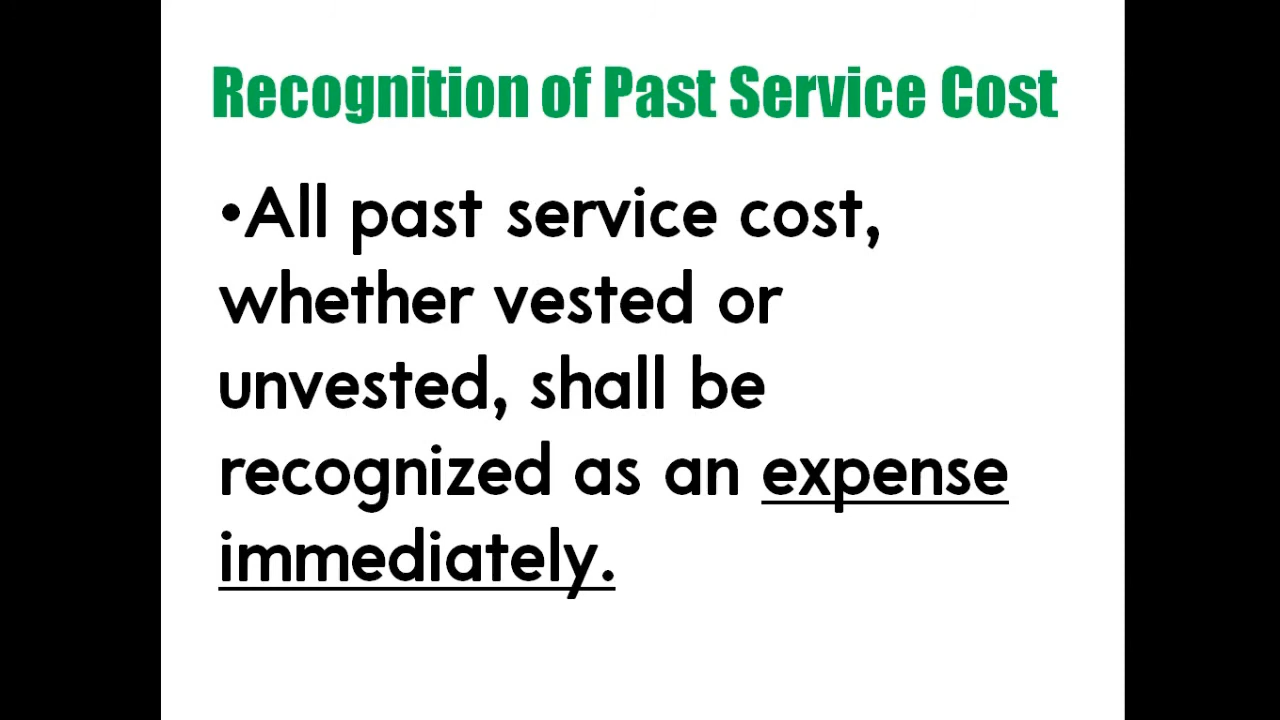 Recognition of Past Service Cost
•All past service cost,
whether vested or
unvested, shall be
recognized as an expense
immediately.